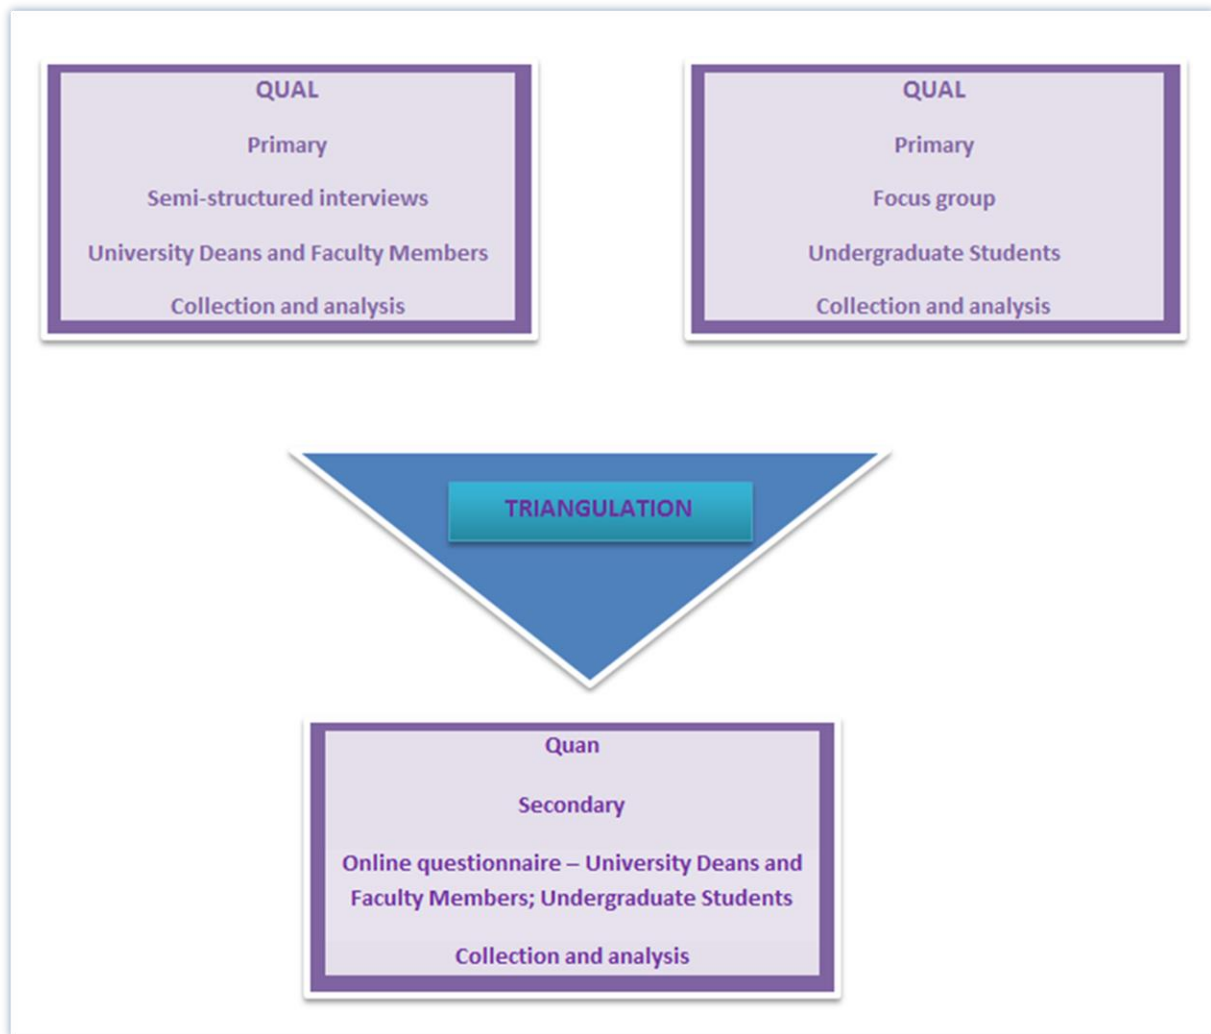 QUAL
Primary
Semi-structured interviews
University Deans and Faculty Members
Collection and analysis
QUAL
Primary
Focus group
Undergraduate Students
Collection and analysis
TRIANGULATION
Quan
Secondary
Online questionnaire – University Deans and
Faculty Members; Undergraduate Students
Collection and analysis